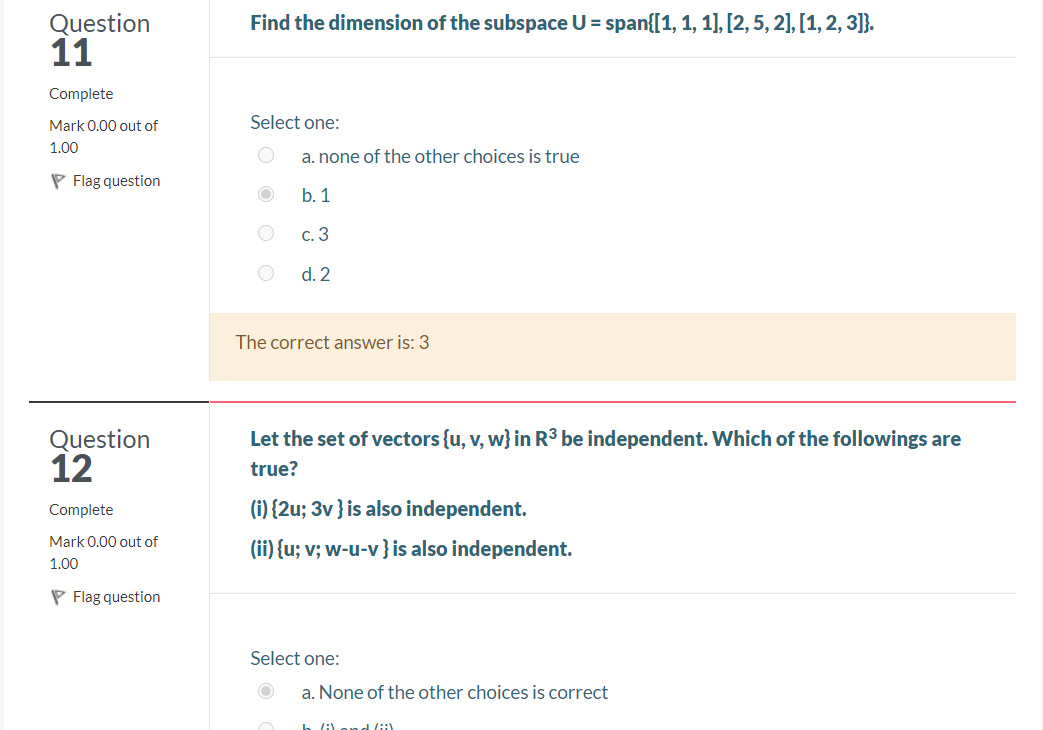 Question
11
Complete
Mark 0.00 out of
1.00
Flag question
Find the dimension of the subspace U = span{[1, 1, 1], [2, 5, 2], [1, 2, 3]}.
Select one:
a. none of the other choices is true
b. 1
c. 3
d. 2
The correct answer is: 3
Question
12
Complete
Mark 0.00 out of
1.00
Flag question
Let the set of vectors {u, v, w} in R³ be independent. Which of the followings are
true?
(i) {2u; 3v } is also independent.
(ii) {u; v; w-u-v } is also independent.
Select one:
a. None of the other choices is correct
b. (i) and (ii)